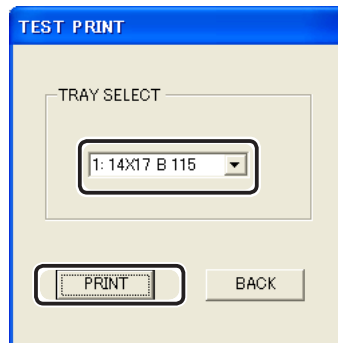 TEST PRINT
TRAY SELECT
1: 14X17 B 115
PRINT
BACK